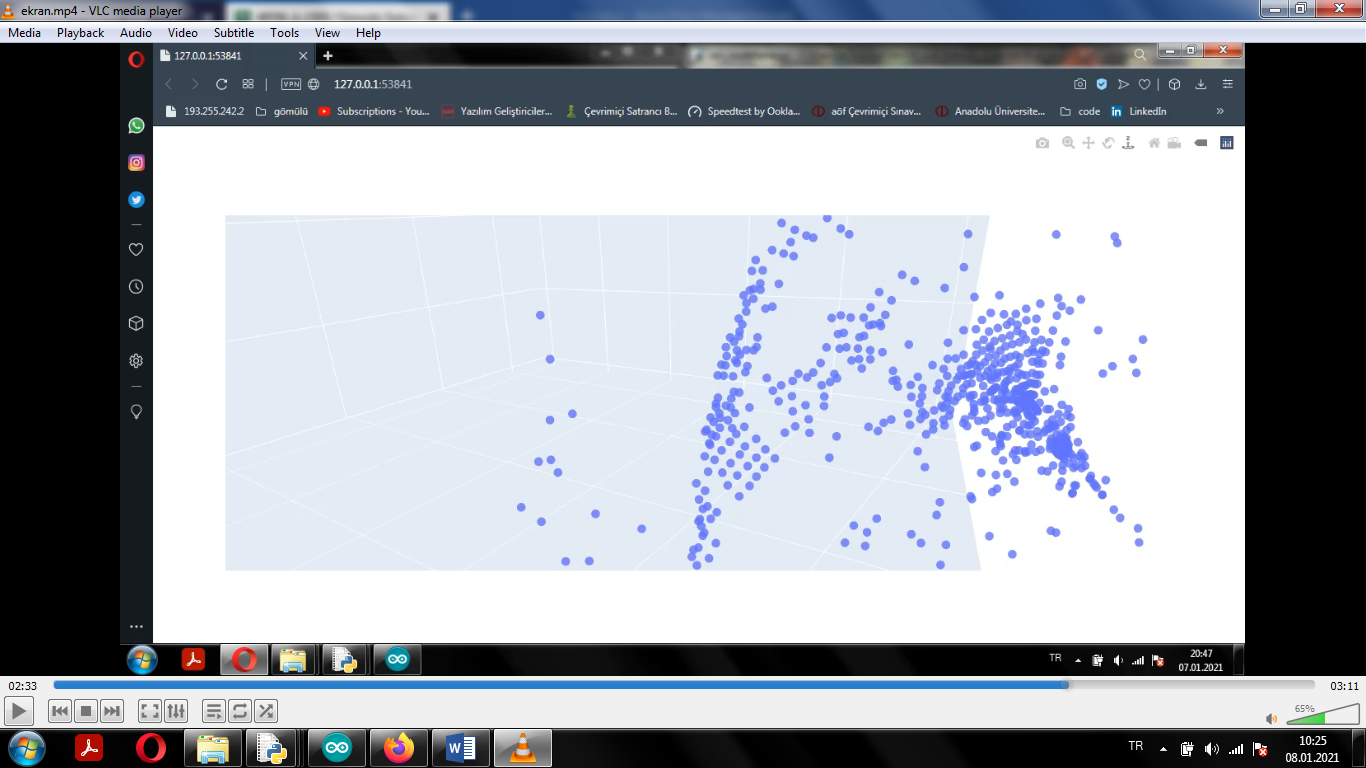 ekran.mp4 - VLC media player
Media Playback Audio Video Subtitle Tools View Help
127.0.0.1:53841
VPN 127.0.0.1:53841
193.255.242.2 gömülü Subscriptions - You... Yazılım Geliştiriciler... Çevrimiçi Satrancı B... Speedtest by Ookla... aöf Çevrimiçi Sınav... Anadolu Üniversite... code LinkedIn »
TR 20:47
07.01.2021
02:33 03:11
65%
TR 10:25
08.01.2021